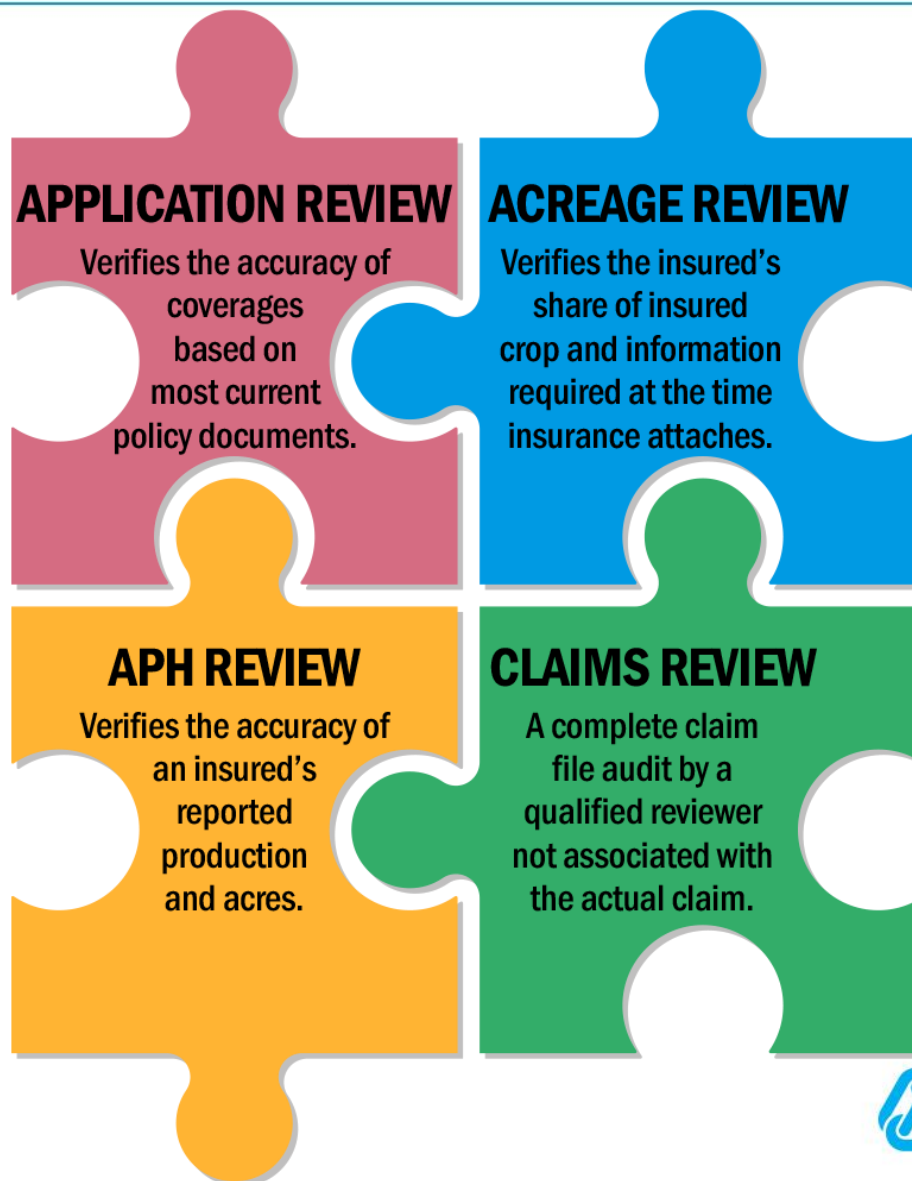 APPLICATION REVIEW
Verifies the accuracy of
coverages
based on
most current
policy documents.
ACREAGE REVIEW
Verifies the insured’s
share of insured
crop and information
required at the time
insurance attaches.
APH REVIEW
Verifies the accuracy of
an insured’s
reported
production
and acres.
CLAIMS REVIEW
A complete claim
file audit by a
qualified reviewer
not associated with
the actual claim.